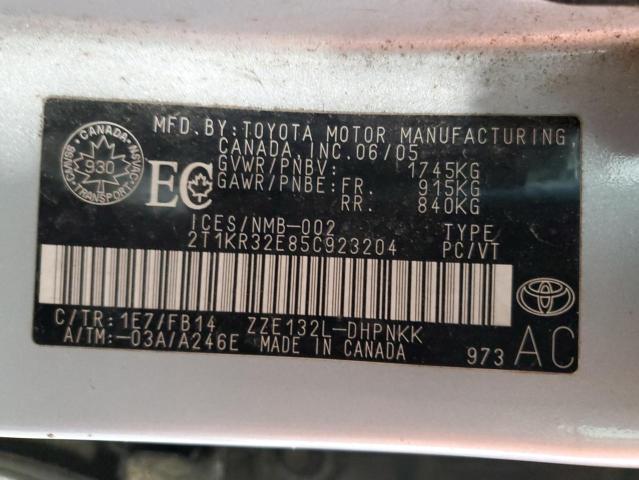 MFD.BY:TOYOTA MOTOR MANUFACTURING
CANADA, INC.06/05
GVWR/PNBV: 1745KG
GAWR/PNBE:FR. 915KG
RR. 840KG
CANADA
930
TRANSPORT
EC
ICES/NMB-002 TYPE
2T1KR32E85C923204 PC/VT
C/TR:1E7/FB14 ZZE132L-DHPNKK
A/TM:-03A/A246E MADE IN CANADA 973 AC